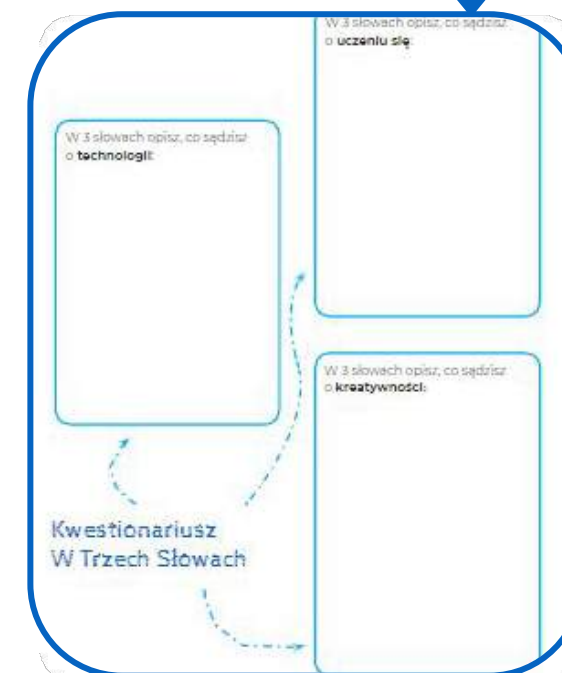 W 3 słowach opisz, co sądzisz
o uczeniu się:
W 3 słowach opisz, co sądzisz
o technologii:
W 3 słowach opisz, co sądzisz
o kreatywności:
Kwestionariusz
W Trzech Słowach